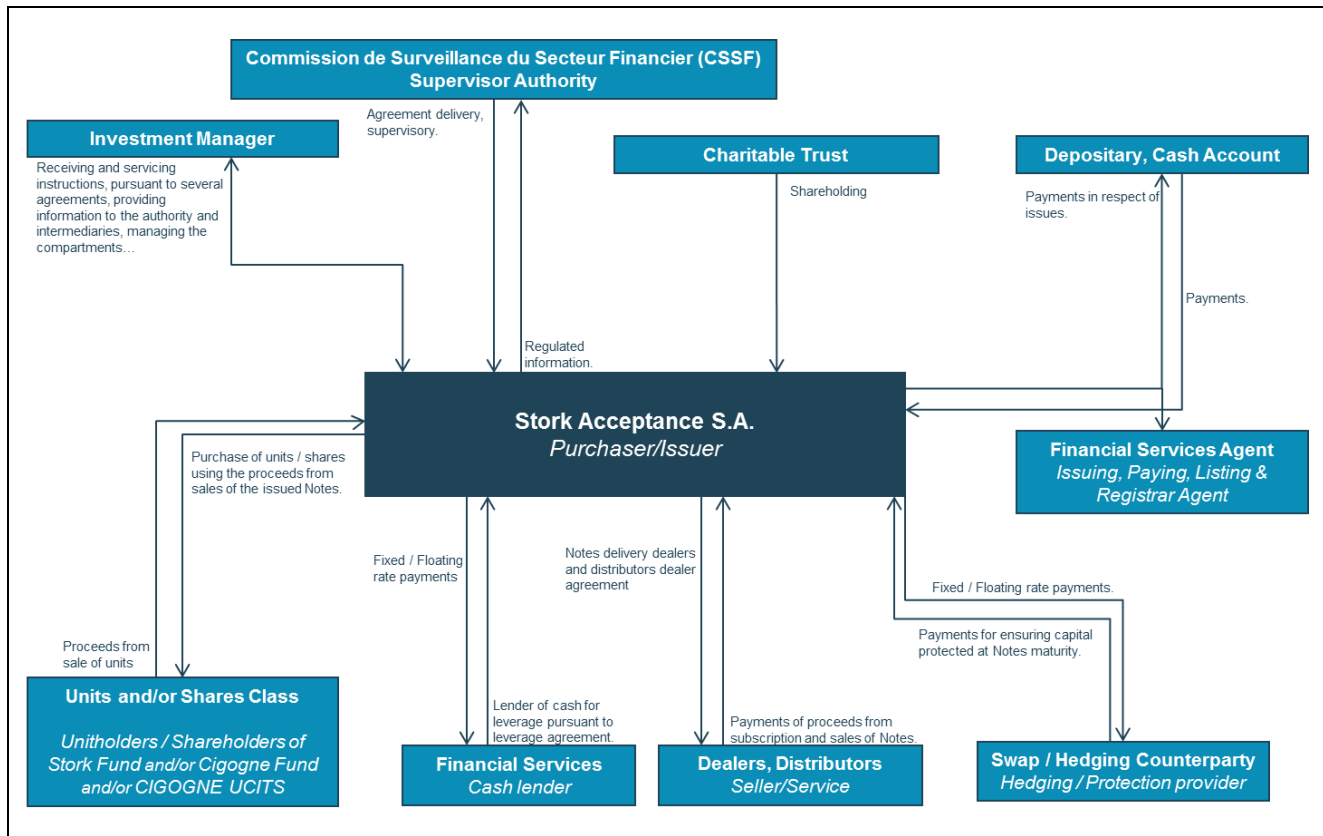 Commission de Surveillance du Secteur Financier (CSSF)
Supervisor Authority
Agreement delivery,
supervisory.
Investment Manager
Receiving and servicing
instructions, pursuant to several
agreements, providing
information to the authority and
intermediaries, managing the
compartments…
Charitable Trust
Shareholding
Depositary, Cash Account
Payments in respect of
issues.
Payments.
Regulated
information.
Stork Acceptance S.A.
Purchaser/Issuer
Financial Services Agent
Issuing, Paying, Listing &
Registrar Agent
Purchase of units / shares
using the proceeds from
sales of the issued Notes.
Fixed / Floating
rate payments
Notes delivery dealers
and distributors dealer
agreement
Fixed / Floating rate payments.
Payments for ensuring capital
protected at Notes maturity.
Proceeds from
sale of units
Lender of cash for
leverage pursuant to
leverage agreement.
Payments of proceeds from
subscription and sales of Notes.
Units and/or Shares Class
Unitholders / Shareholders of
Stork Fund and/or Cigogne Fund
and/or CIGOGNE UCITS
Financial Services
Cash lender
Dealers, Distributors
Seller/Service
Swap / Hedging Counterparty
Hedging / Protection provider